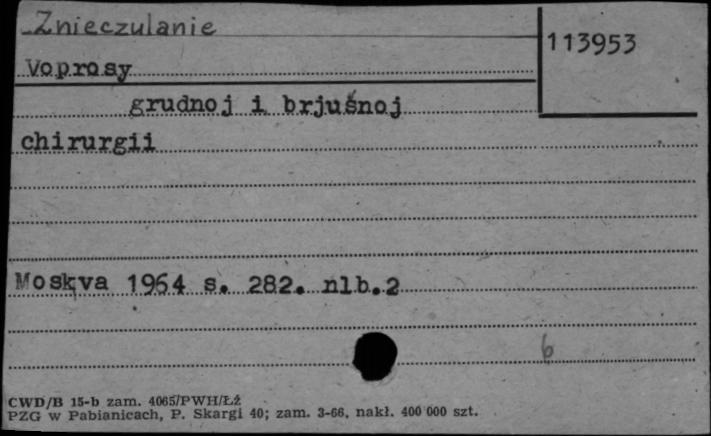 Znieczulanie
113953
Voprosy
grudnoj i brjušnoj
chirurgii
Moskva 1964 s. 282. nlb.2
6
CWD/B 15-b zam. 4065/PWH/Łź
PZG w Pabianicach, P. Skargi 40; zam. 3-66, nakł. 400 000 szt.